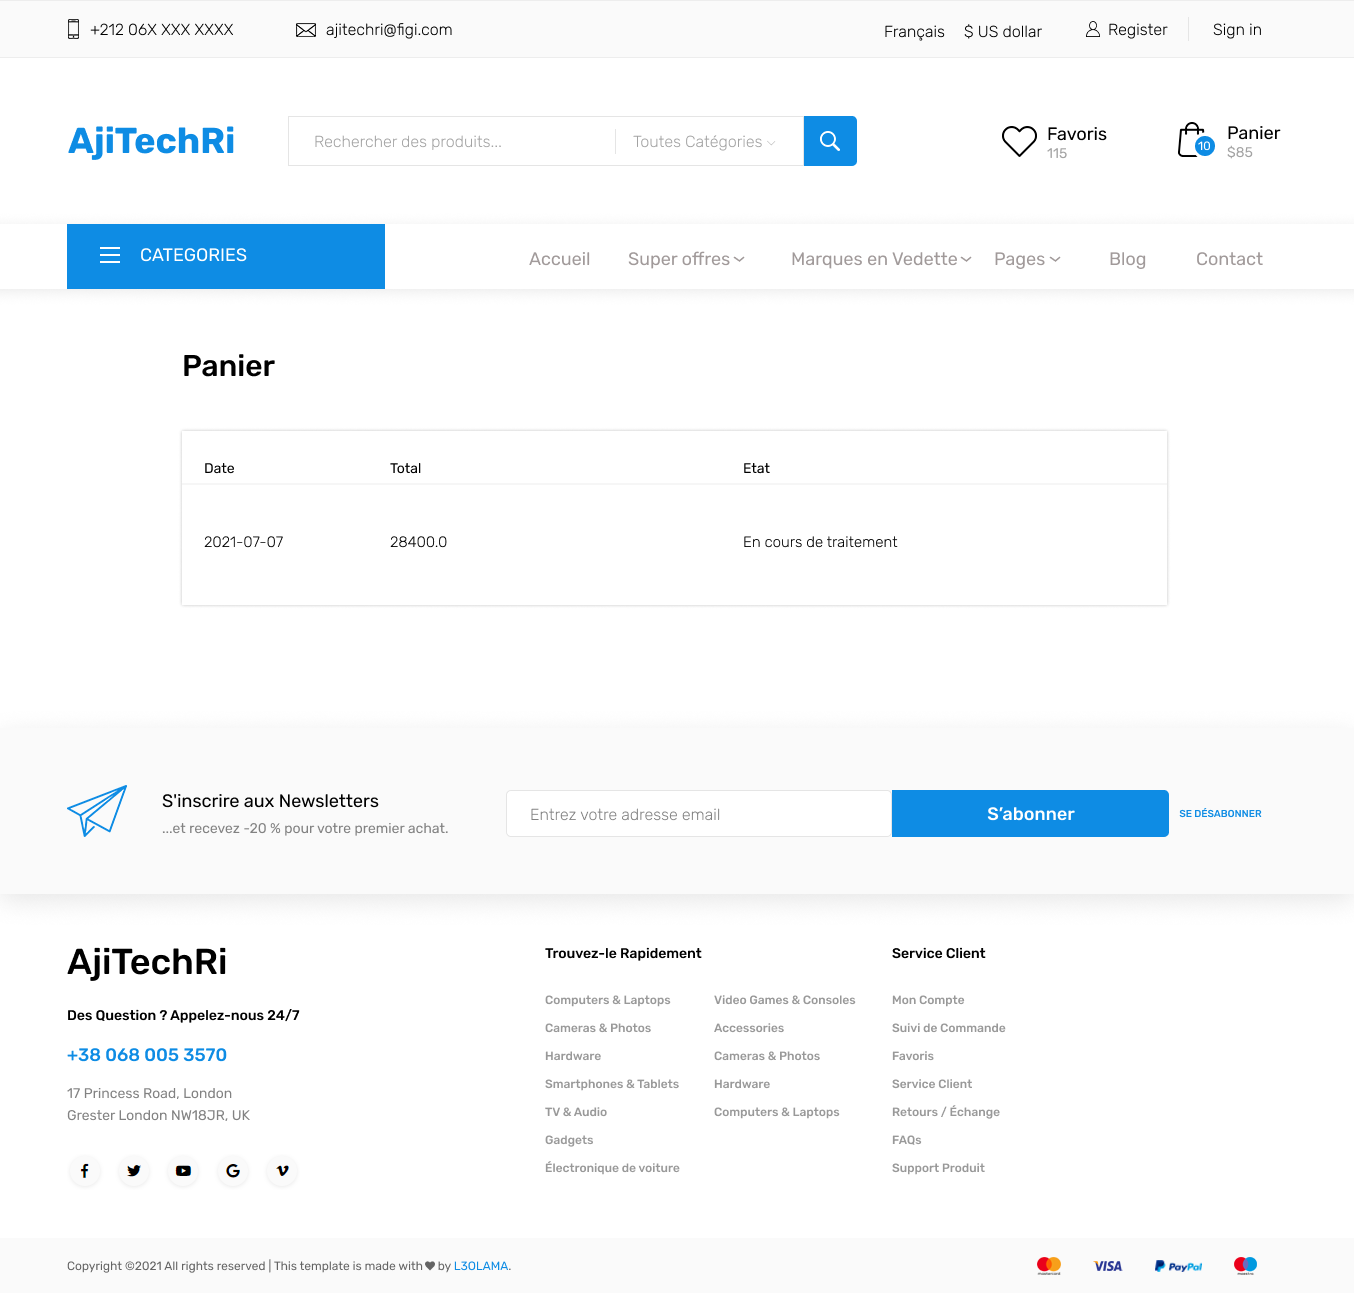 +212 06X XXX XXXX ajitechri@figi.com Français $ US dollar Register Sign in
AjiTechRi Rechercher des produits... Toutes Catégories Favoris 115 10 Panier $85
CATEGORIES Accueil Super offres Marques en Vedette Pages Blog Contact
Panier
Date Total Etat
2021-07-07 28400.0 En cours de traitement
S'inscrire aux Newsletters
...et recevez -20 % pour votre premier achat.
Entrez votre adresse email S’abonner SE DÉSABONNER
AjiTechRi
Des Question ? Appelez-nous 24/7
+38 068 005 3570
17 Princess Road, London
Grester London NW18JR, UK
Trouvez-le Rapidement
Computers & Laptops
Cameras & Photos
Hardware
Smartphones & Tablets
TV & Audio
Gadgets
Électronique de voiture
Video Games & Consoles
Accessories
Cameras & Photos
Hardware
Computers & Laptops
Service Client
Mon Compte
Suivi de Commande
Favoris
Service Client
Retours / Échange
FAQs
Support Produit
Copyright ©2021 All rights reserved | This template is made with ♥ by L3OLAMA.
VISA PayPal